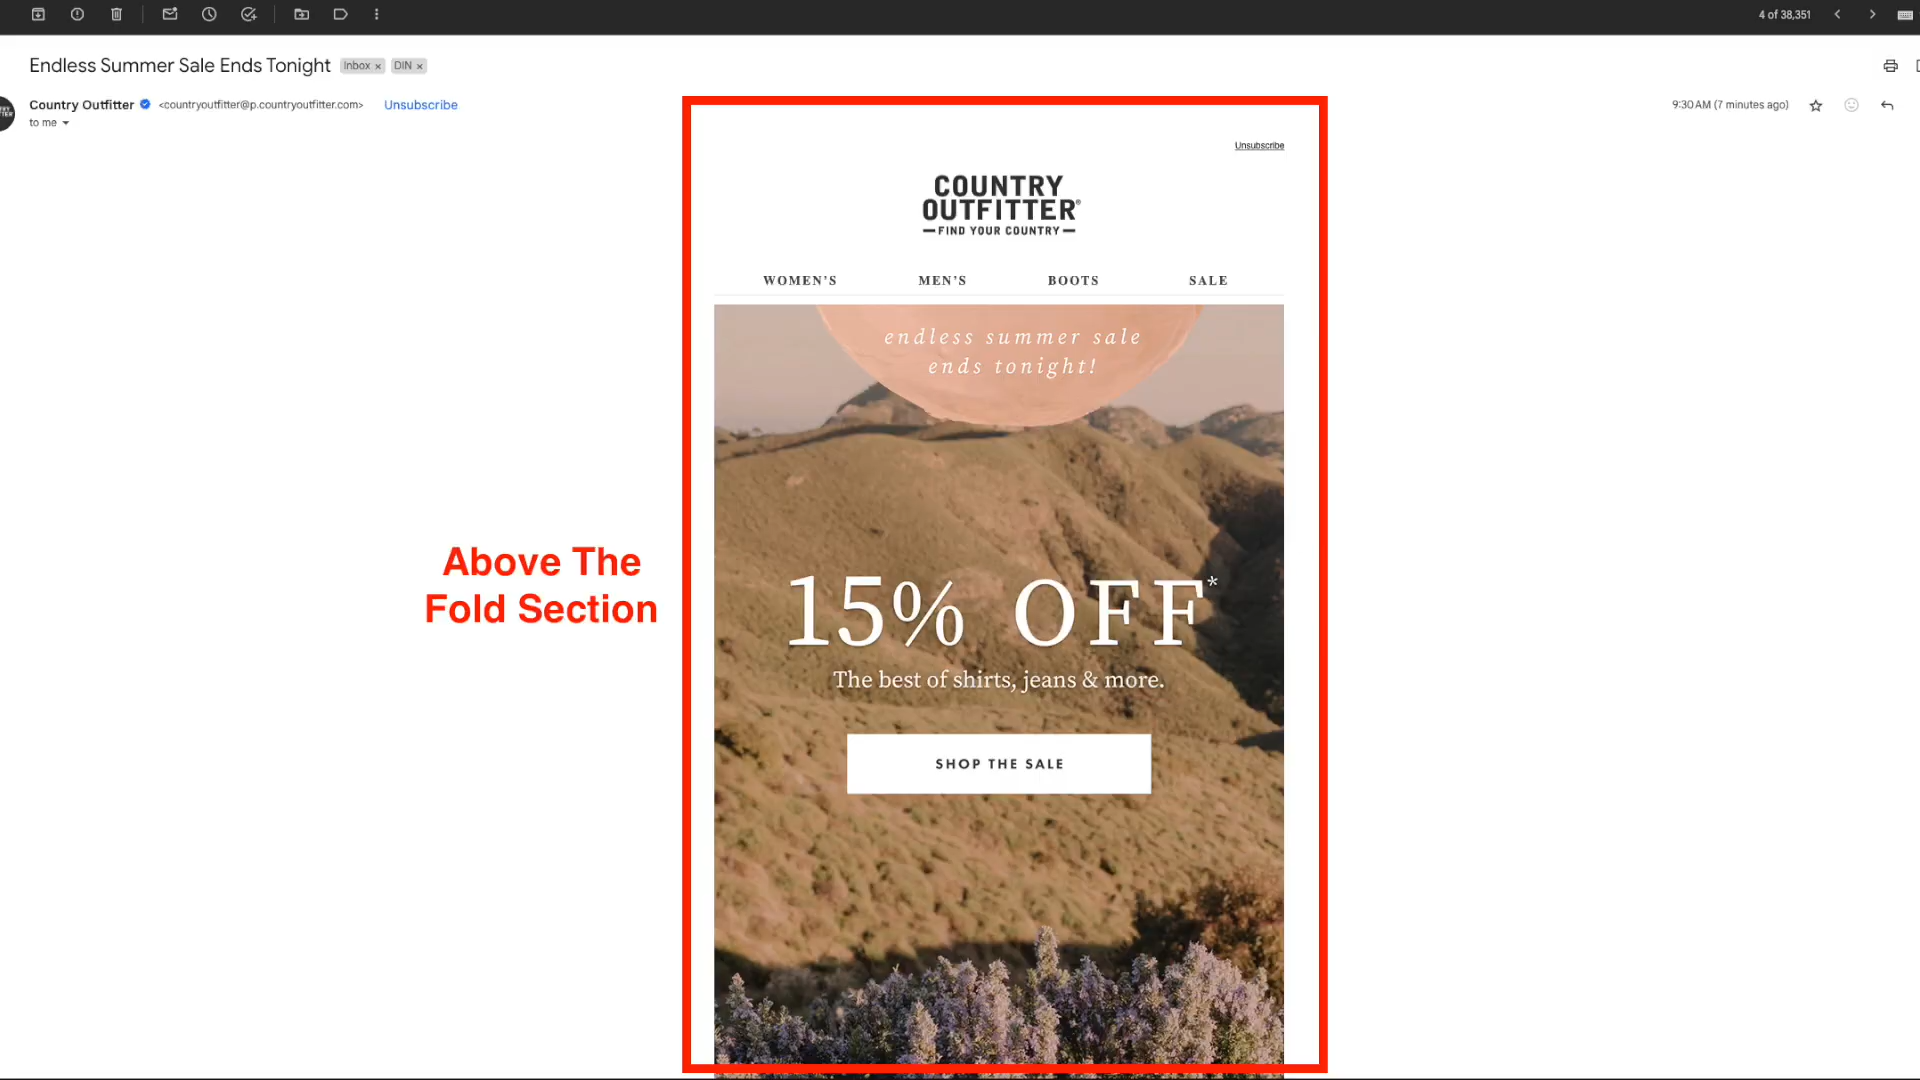 4 of 38,351
Endless Summer Sale Ends Tonight Inbox x DIN x
Country Outfitter <countryoutfitter@p.countryoutfitter.com> Unsubscribe
9:30 AM (7 minutes ago)
to me
Unsubscribe
COUNTRY
OUTFITTER®
FIND YOUR COUNTRY
WOMEN'S MEN'S BOOTS SALE
endless summer sale
ends tonight!
Above The
Fold Section
15% OFF*
The best of shirts, jeans & more.
SHOP THE SALE